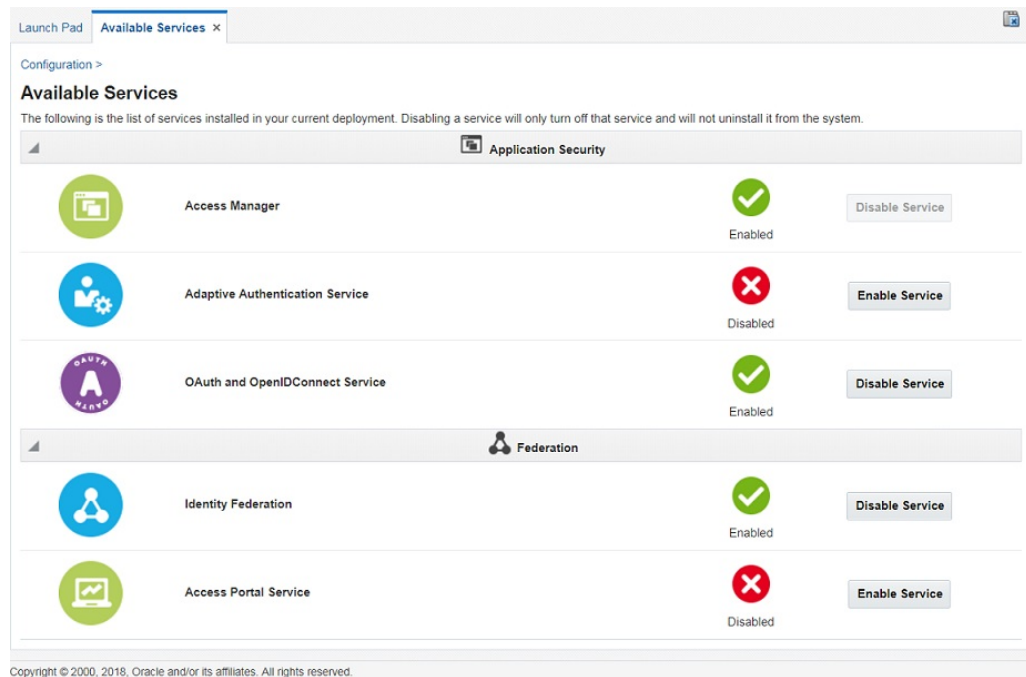 Launch Pad
Available Services ×
Configuration >
Available Services
The following is the list of services installed in your current deployment. Disabling a service will only turn off that service and will not uninstall it from the system.
Application Security
Access Manager
Enabled
Disable Service
Adaptive Authentication Service
Disabled
Enable Service
OAUTH
A
OAUTH
OAuth and OpenIDConnect Service
Enabled
Disable Service
Federation
Identity Federation
Enabled
Disable Service
Access Portal Service
Disabled
Enable Service
Copyright © 2000, 2018, Oracle and/or its affiliates. All rights reserved.